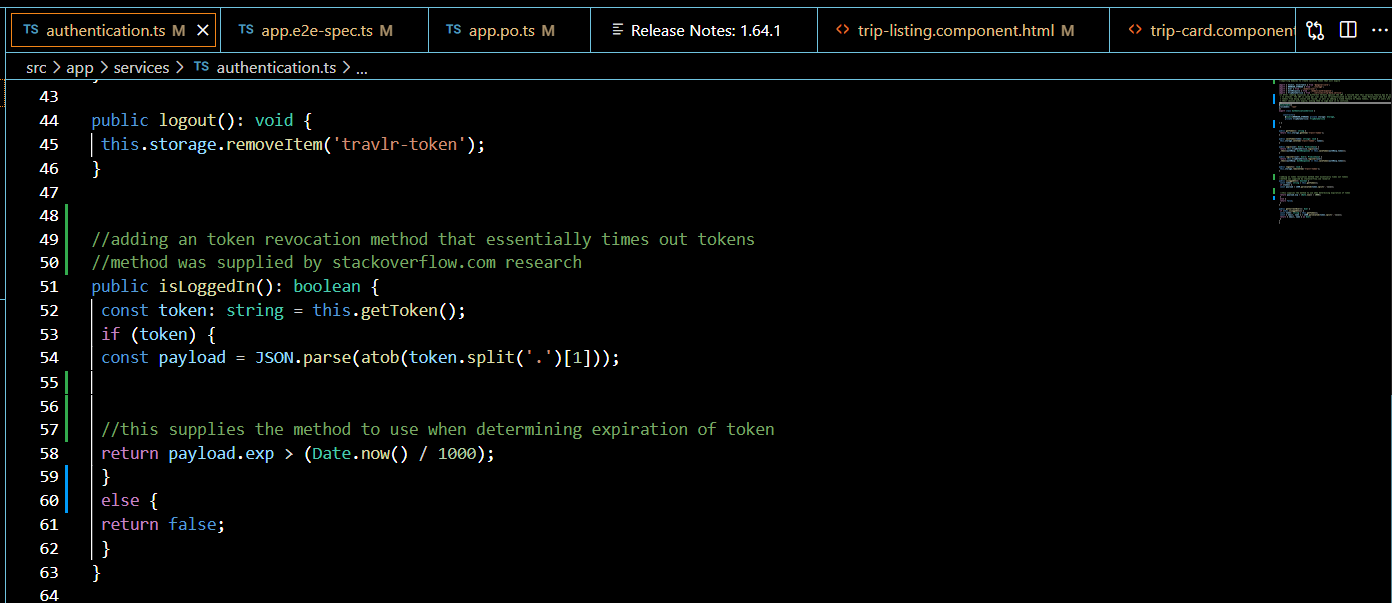 TS authentication.ts M TS app.e2e-spec.ts M TS app.po.ts M Release Notes: 1.64.1 <> trip-listing.component.html M <> trip-card.component
src > app > services > TS authentication.ts > ...
43
44 public logout(): void {
45 this.storage.removeItem('travlr-token');
46 }
47
48
49 //adding an token revocation method that essentially times out tokens
50 //method was supplied by stackoverflow.com research
51 public isLoggedIn(): boolean {
52 const token: string = this.getToken();
53 if (token) {
54 const payload = JSON.parse(atob(token.split('.')[1]));
55
56
57 //this supplies the method to use when determining expiration of token
58 return payload.exp > (Date.now() / 1000);
59 }
60 else {
61 return false;
62 }
63 }
64